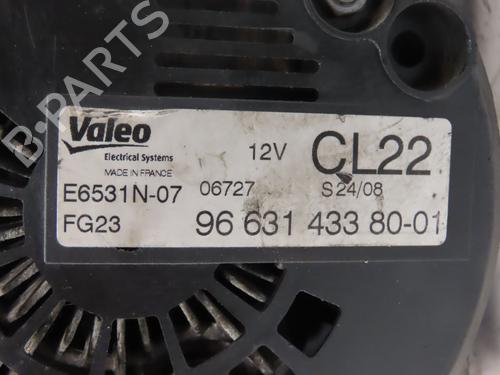 Valeo
Electrical Systems
MADE IN FRANCE
12V
CL22
E6531N-07 06727 S24/08
FG23 96 631 433 80-01
B-PARTS